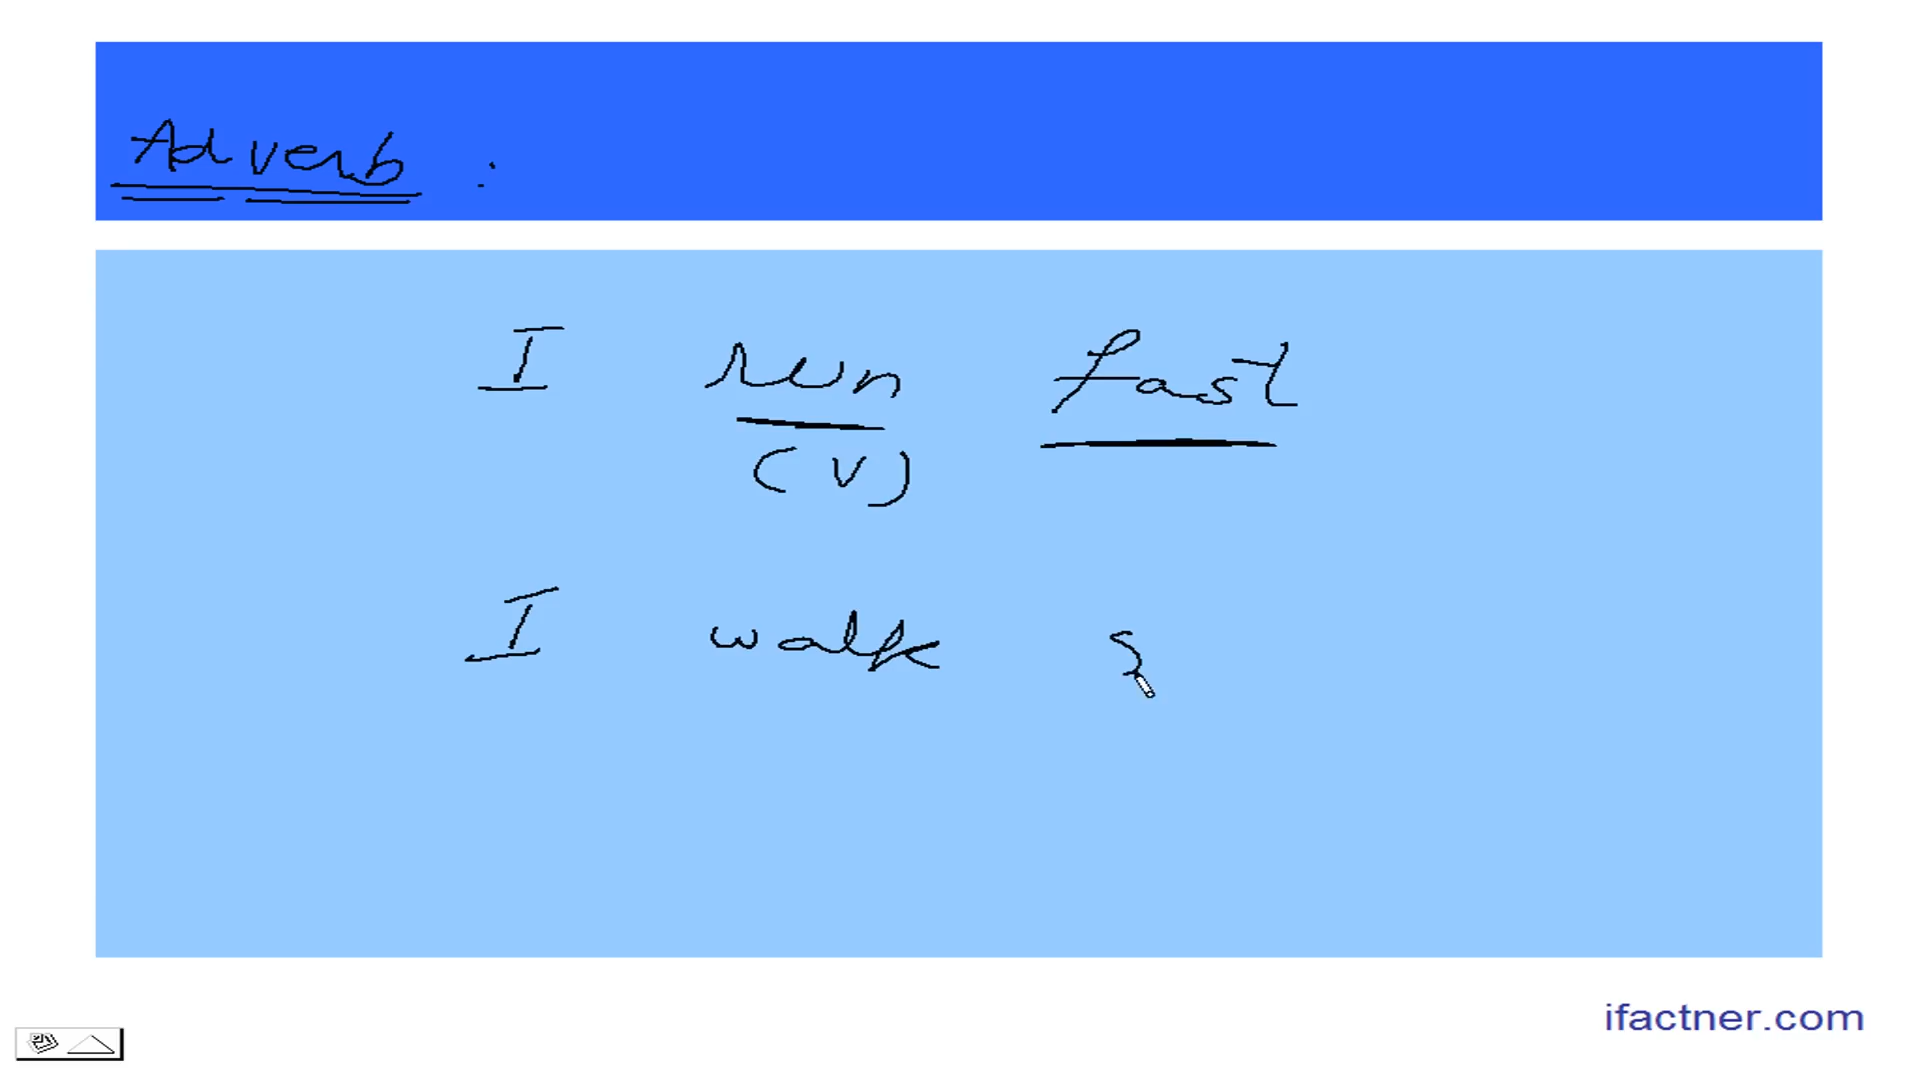 Adverb :
I run fast
(V)
I walk s
ifactner.com